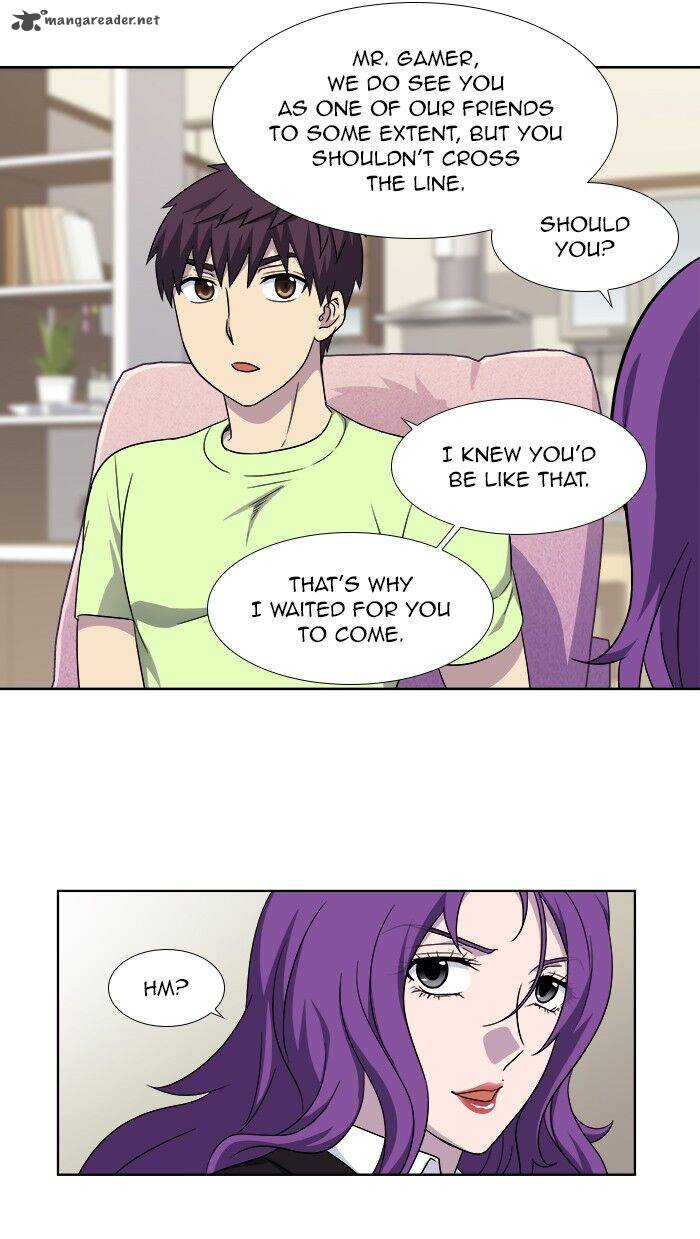 mangareader.net
MR. GAMER,
WE DO SEE YOU
AS ONE OF OUR FRIENDS
TO SOME EXTENT, BUT YOU
SHOULDN'T CROSS
THE LINE.
SHOULD
YOU?
I KNEW YOU'D
BE LIKE THAT.
THAT'S WHY
I WAITED FOR YOU
TO COME.
HM?